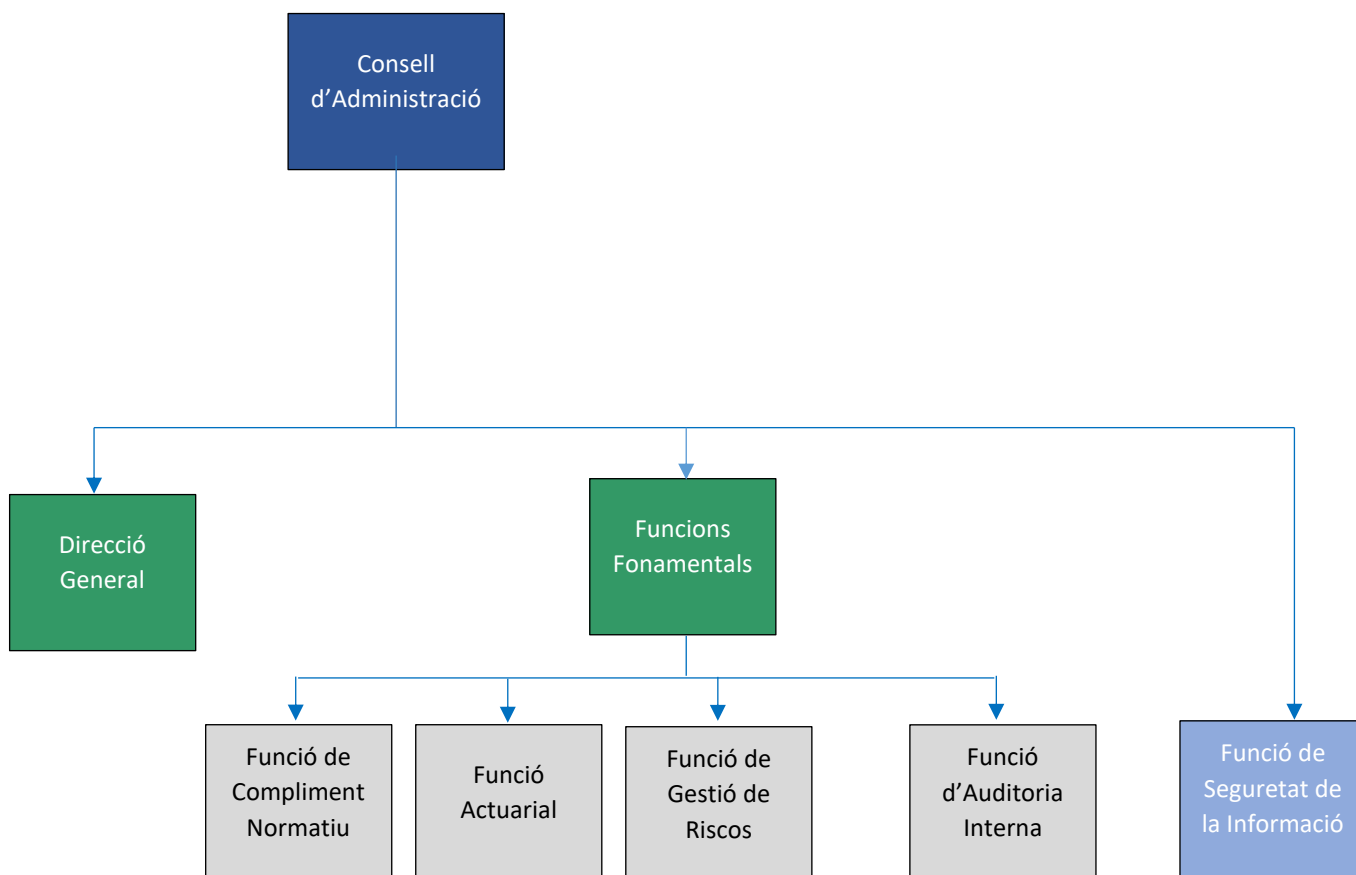 Consell
d’Administració
Direcció
General
Funcions
Fonamentals
Funció de
Compliment
Normatiu
Funció
Actuarial
Funció de
Gestió de
Riscos
Funció
d’Auditoria
Interna
Funció de
Seguretat de
la Informació